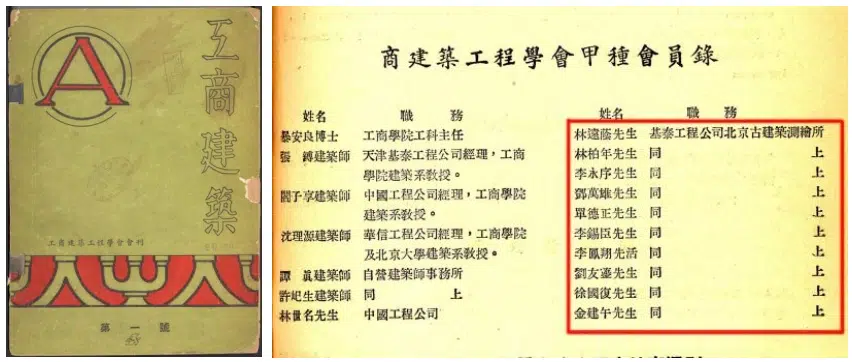 A
工商建築
工商建築工程學會會刊
第一號
商建築工程學會甲種會員錄
姓名 職務
暴安良博士 工商學院工科主任
張鎛建築師 天津基泰工程公司經理，工商
學院建築系敎授。
閻子享建築師 中國工程公司經理，工商學院
建築系敎授。
沈理源建築師 華信工程公司經理，工商學院
及北京大學建築系敎授。
譚眞建築師 自營建築師事務所
許屺生建築師 同上
林世名先生 中國工程公司
姓名 職務
林遠蔭先生 基泰工程公司北京古建築測繪所
林柏年先生 同上
李永序先生 同上
鄧萬雄先生 同上
單德正先生 同上
李錫臣先生 同上
李鳳翔先活 同上
劉友鎏先生 同上
徐國復先生 同上
金建午先生 同上